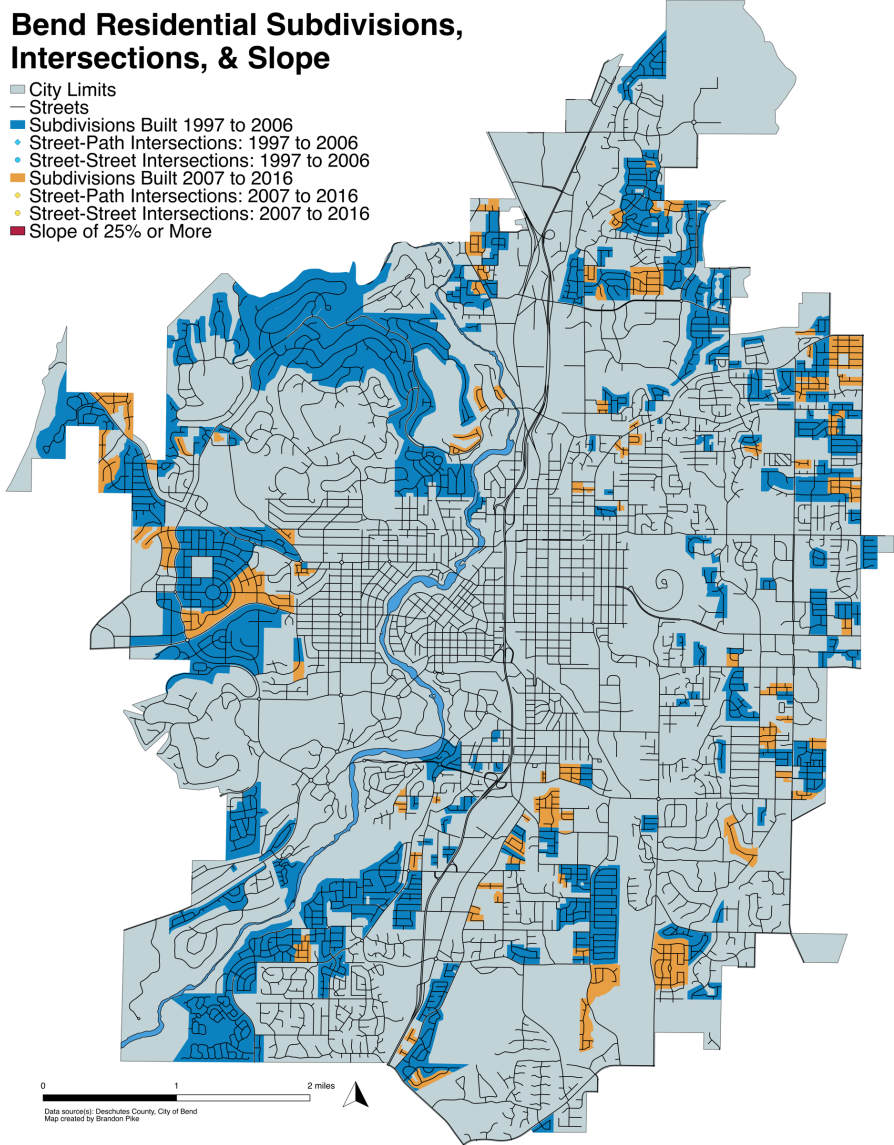 Bend Residential Subdivisions,
Intersections, & Slope
City Limits
Streets
Subdivisions Built 1997 to 2006
Street-Path Intersections: 1997 to 2006
Street-Street Intersections: 1997 to 2006
Subdivisions Built 2007 to 2016
Street-Path Intersections: 2007 to 2016
Street-Street Intersections: 2007 to 2016
Slope of 25% or More
0 1 2 miles
Data source(s): Deschutes County, City of Bend
Map created by Brandon Pike